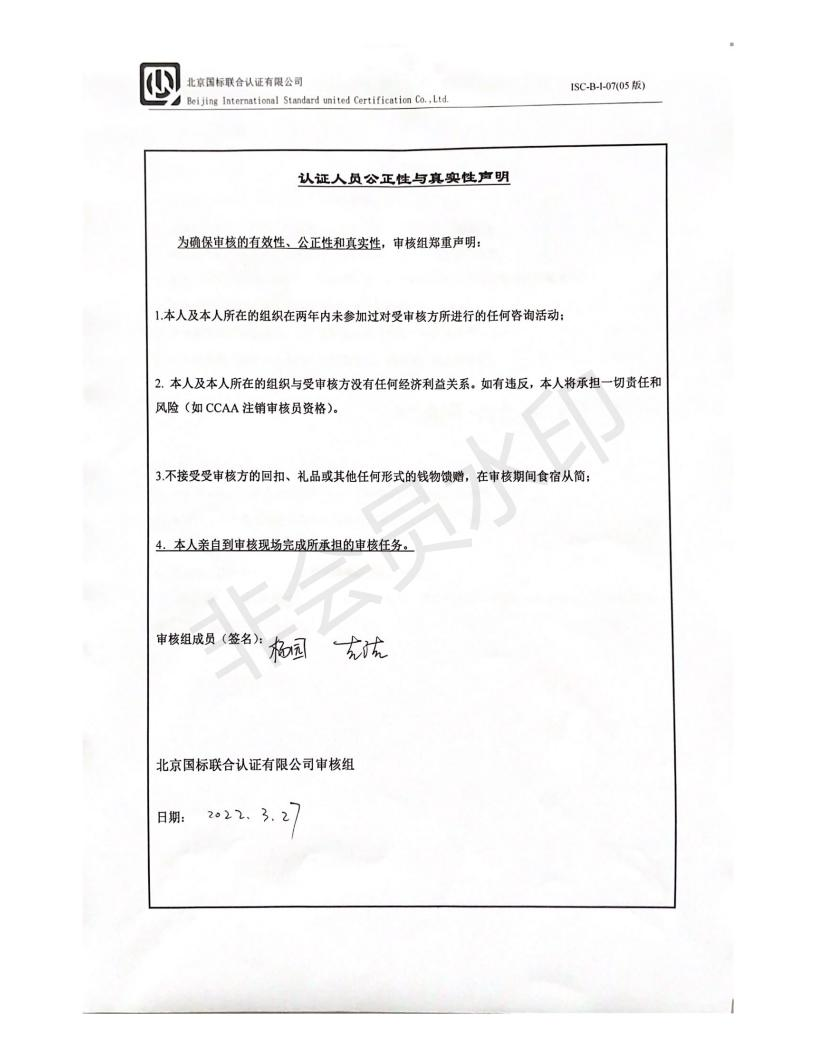 北京国标联合认证有限公司
Beijing International Standard united Certification Co.,Ltd.
ISC-B-I-07(05 版)
认证人员公正性与真实性声明
为确保审核的有效性、公正性和真实性，审核组郑重声明：
1.本人及本人所在的组织在两年内未参加过对受审核方所进行的任何咨询活动；
2. 本人及本人所在的组织与受审核方没有任何经济利益关系。如有违反，本人将承担一切责任和
风险（如 CCAA 注销审核员资格）。
3.不接受受审核方的回扣、礼品或其他任何形式的钱物馈赠，在审核期间食宿从简；
4．本人亲自到审核现场完成所承担的审核任务。
审核组成员（签名）： 杨园
北京国标联合认证有限公司审核组
日期： 2022.3.27
非会员水印